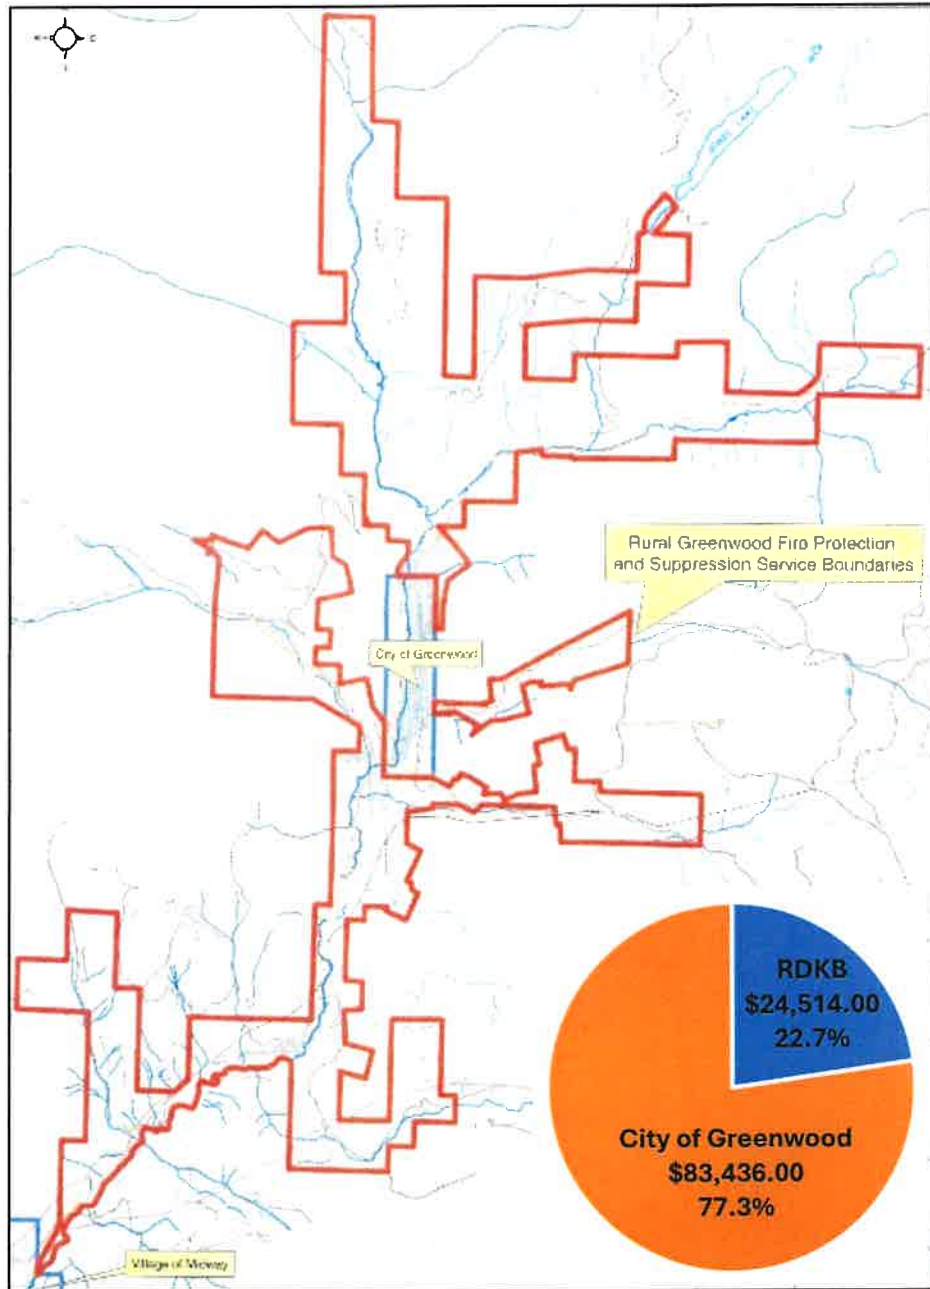 Rural Greenwood Fire Protection
and Suppression Service Boundaries
City of Greenwood
RDKB
$24,514.00
22.7%
City of Greenwood
$83,436.00
77.3%
Village of Midway